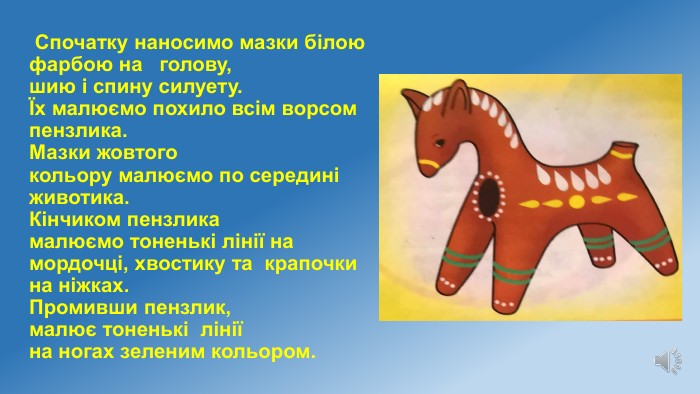 Спочатку наносимо мазки білою
фарбою на голову,
шию і спину силуету.
Їх малюємо похило всім ворсом
пензлика.
Мазки жовтого
кольору малюємо по середині
животика.
Кінчиком пензлика
малюємо тоненькі лінії на
мордочці, хвостику та крапочки
на ніжках.
Промивши пензлик,
малює тоненькі лінії
на ногах зеленим кольором.